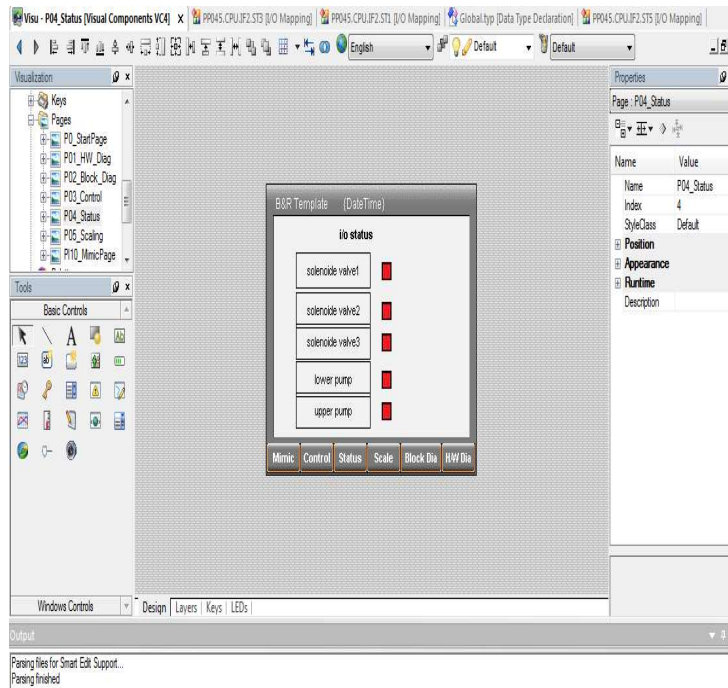 Visu - P04_Status [Visual Components VC4] X PP045.CPU.IF2.ST3 [I/O Mapping] PP045.CPU.IF2.ST1 [I/O Mapping] Global.typ [Data Type Declaration] PP045.CPU.IF2.ST5 [I/O Mapping]
English Default Default
Visualization
Keys
Pages
P0_StartPage
P01_HW_Diag
P02_Block_Diag
P03_Control
P04_Status
P05_Scaling
PI10_MimicPage
Tools
Basic Controls
Windows Controls
B&R Template {DateTime}
i/o status
solenoide valve1
solenoide valve2
solenoide valve3
lower pump
upper pump
Mimic Control Status Scale Block Dia H/W Dia
Design Layers Keys LEDs
Properties
Page : P04_Status
Name Value
Name P04_Status
Index 4
StyleClass Default
Position
Appearance
Runtime
Description
Output
Parsing files for Smart Edit Support...
Parsing finished